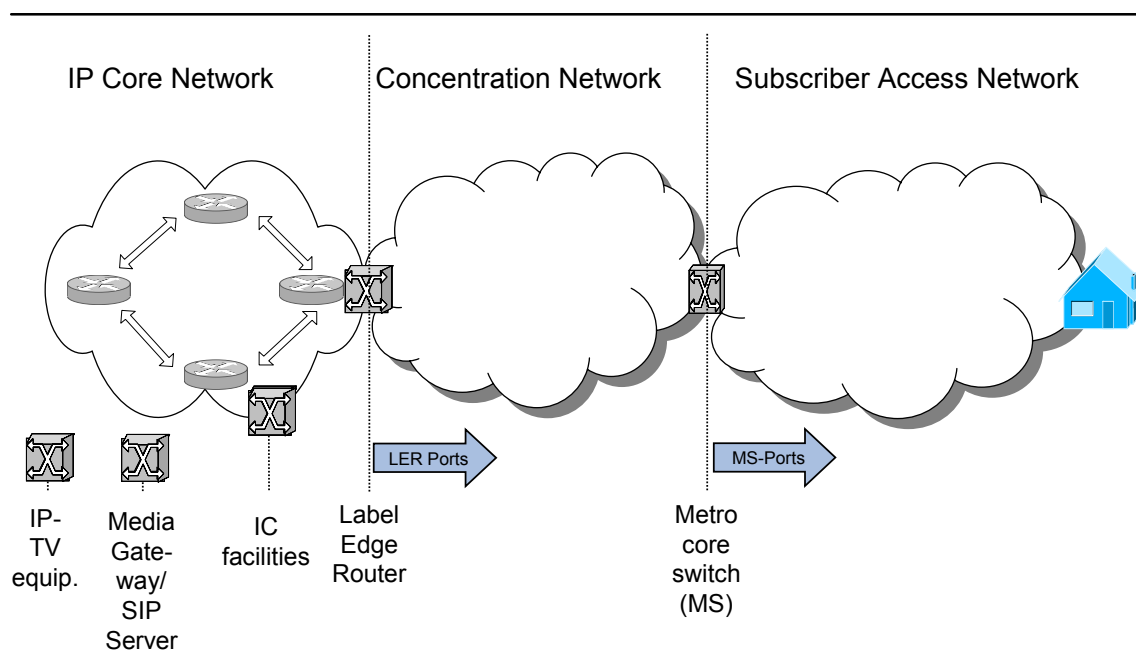 IP Core Network
Concentration Network
Subscriber Access Network
LER Ports
MS-Ports
IP-
TV
equip.
Media
Gate-
way/
SIP
Server
IC
facilities
Label
Edge
Router
Metro
core
switch
(MS)